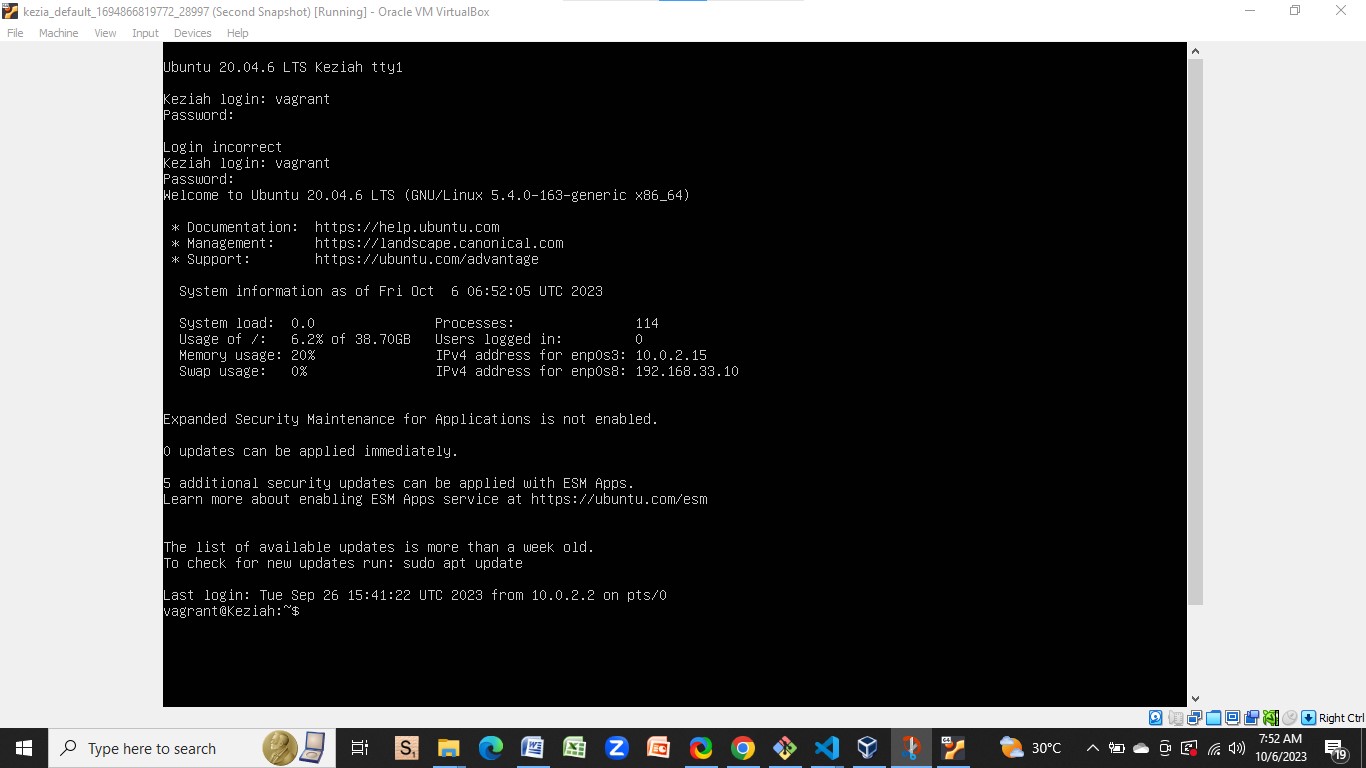 kezia_default_1694866819772_28997 (Second Snapshot) [Running] - Oracle VM VirtualBox
File Machine View Input Devices Help
Ubuntu 20.04.6 LTS Keziah tty1
Keziah login: vagrant
Password:
Login incorrect
Keziah login: vagrant
Password:
Welcome to Ubuntu 20.04.6 LTS (GNU/Linux 5.4.0-163-generic x86_64)
* Documentation: https://help.ubuntu.com
* Management: https://landscape.canonical.com
* Support: https://ubuntu.com/advantage
System information as of Fri Oct 6 06:52:05 UTC 2023
System load: 0.0 Processes: 114
Usage of /: 6.2% of 38.70GB Users logged in: 0
Memory usage: 20% IPv4 address for enp0s3: 10.0.2.15
Swap usage: 0% IPv4 address for enp0s8: 192.168.33.10
Expanded Security Maintenance for Applications is not enabled.
0 updates can be applied immediately.
5 additional security updates can be applied with ESM Apps.
Learn more about enabling ESM Apps service at https://ubuntu.com/esm
The list of available updates is more than a week old.
To check for new updates run: sudo apt update
Last login: Tue Sep 26 15:41:22 UTC 2023 from 10.0.2.2 on pts/0
vagrant@Keziah:~$
Right Ctrl
Type here to search
30°C
7:52 AM
10/6/2023
19